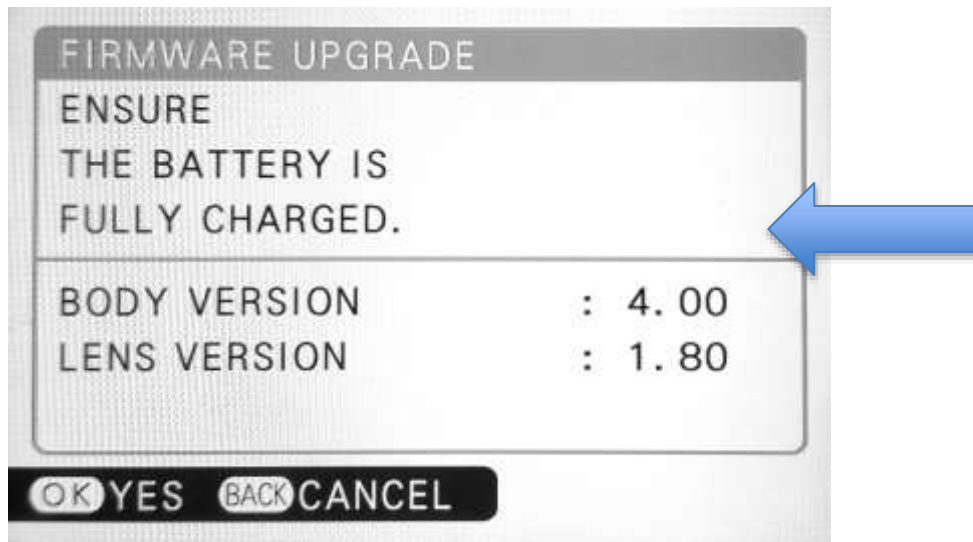 FIRMWARE UPGRADE
ENSURE
THE BATTERY IS
FULLY CHARGED.
BODY VERSION : 4.00
LENS VERSION : 1.80
OK YES BACK CANCEL